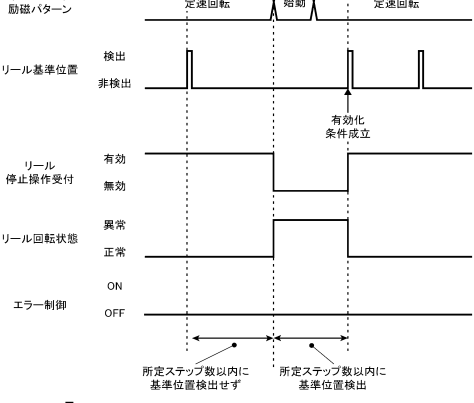 定速回転
始動
定速回転
励磁パターン
検出
リール基準位置
非検出
有効化
条件成立
有効
リール
停止操作受付
無効
異常
リール回転状態
正常
ON
エラー制御
OFF
所定ステップ数以内に
基準位置検出せず
所定ステップ数以内に
基準位置検出